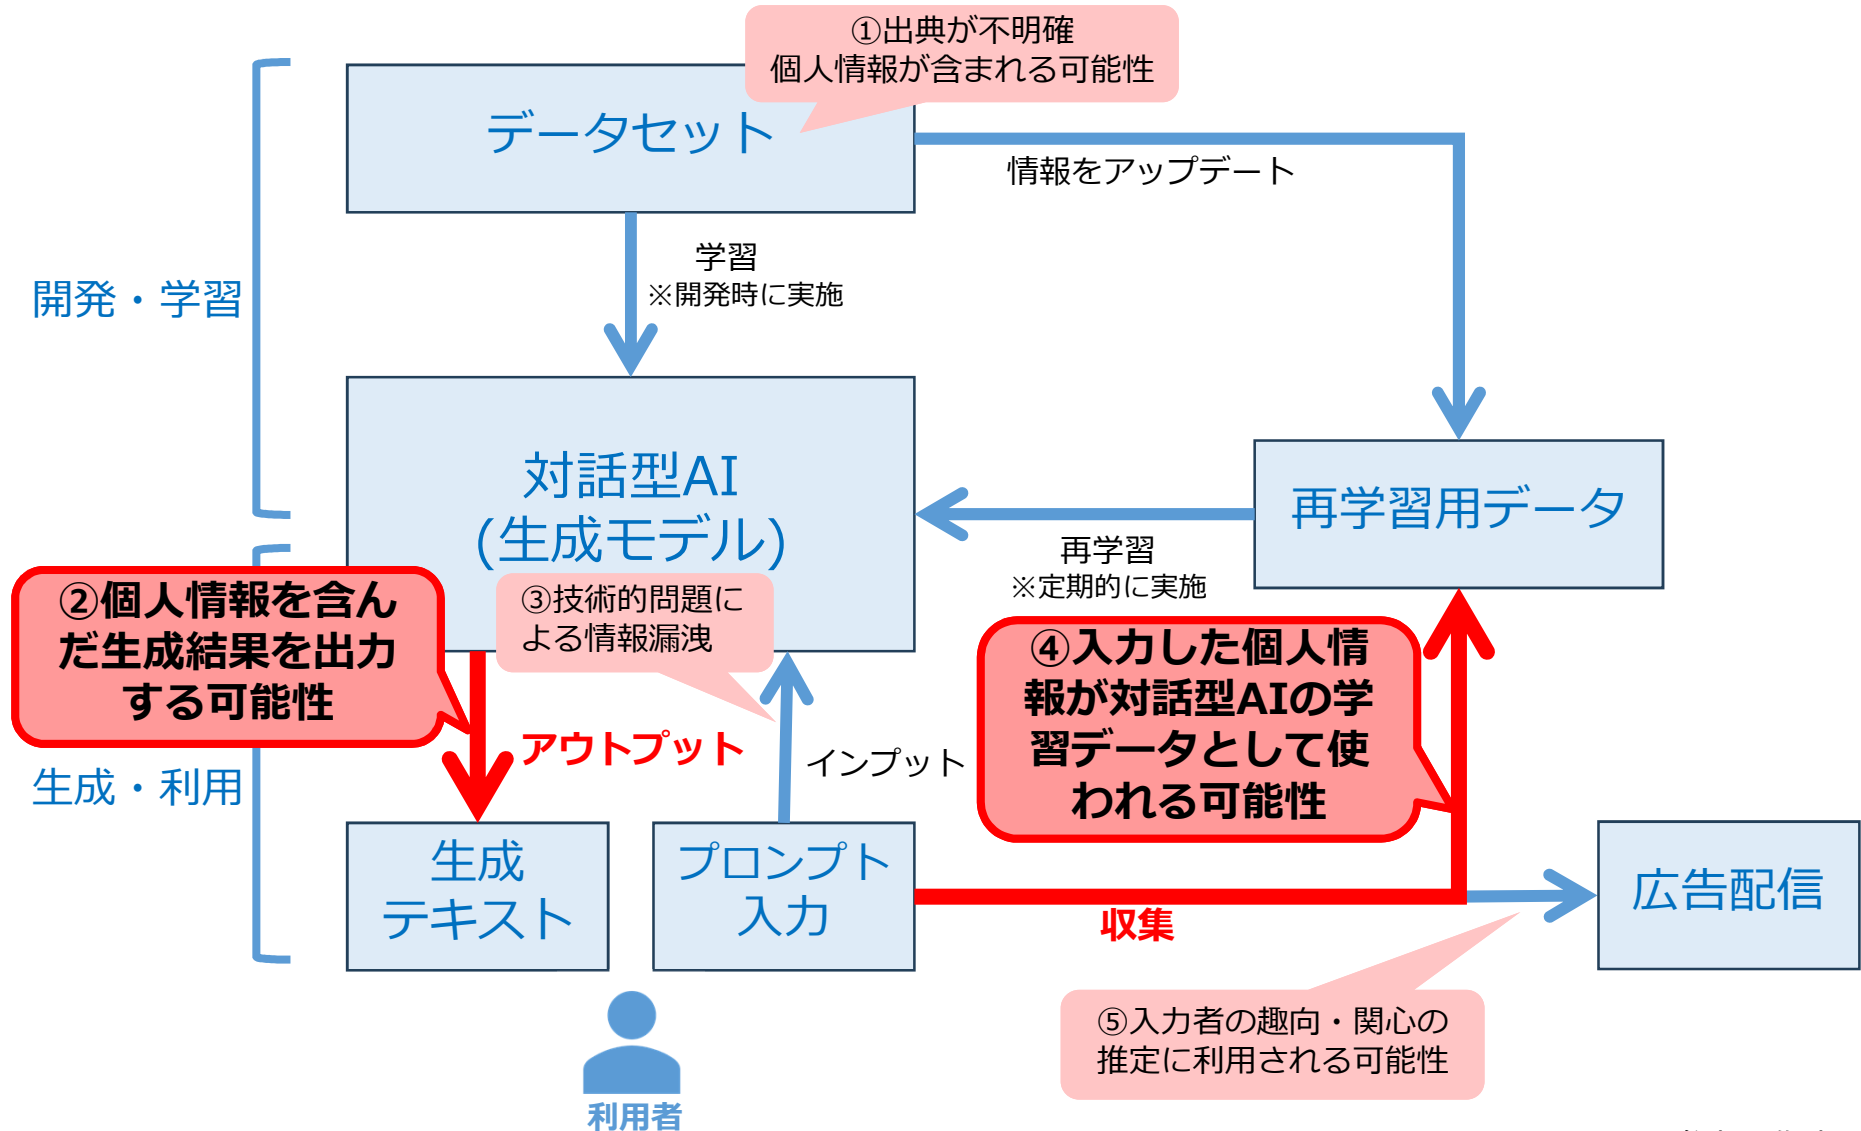 ①出典が不明確
個人情報が含まれる可能性
データセット
情報をアップデート
学習
※開発時に実施
開発・学習
対話型AI
(生成モデル)
再学習用データ
再学習
※定期的に実施
②個人情報を含ん
だ生成結果を出力
する可能性
③技術的問題に
よる情報漏洩
④入力した個人情
報が対話型AIの学
習データとして使
われる可能性
アウトプット
インプット
生成・利用
生成
テキスト
プロンプト
入力
収集
広告配信
⑤入力者の趣向・関心の
推定に利用される可能性
利用者